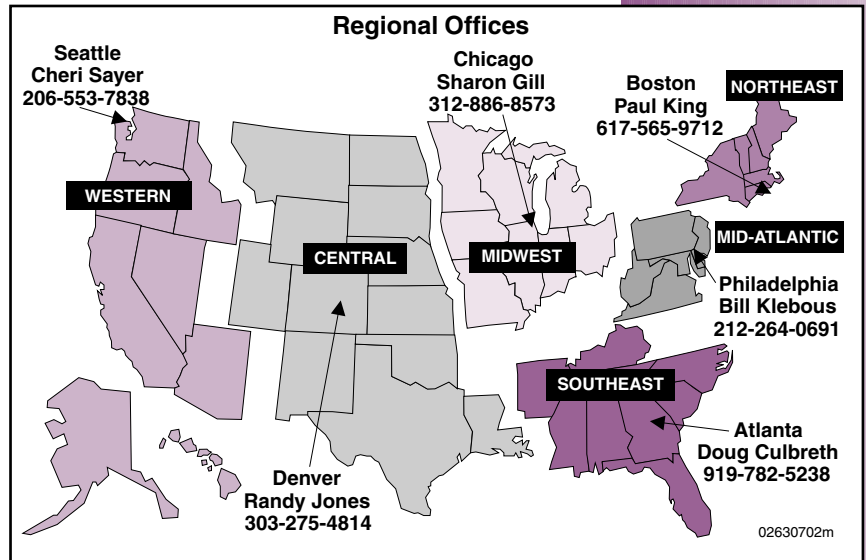 Regional Offices
Seattle
Cheri Sayer
206-553-7838
Chicago
Sharon Gill
312-886-8573
Boston
Paul King
617-565-9712
NORTHEAST
WESTERN
CENTRAL
MIDWEST
MID-ATLANTIC
Philadelphia
Bill Klebous
212-264-0691
SOUTHEAST
Atlanta
Doug Culbreth
919-782-5238
Denver
Randy Jones
303-275-4814
02630702m